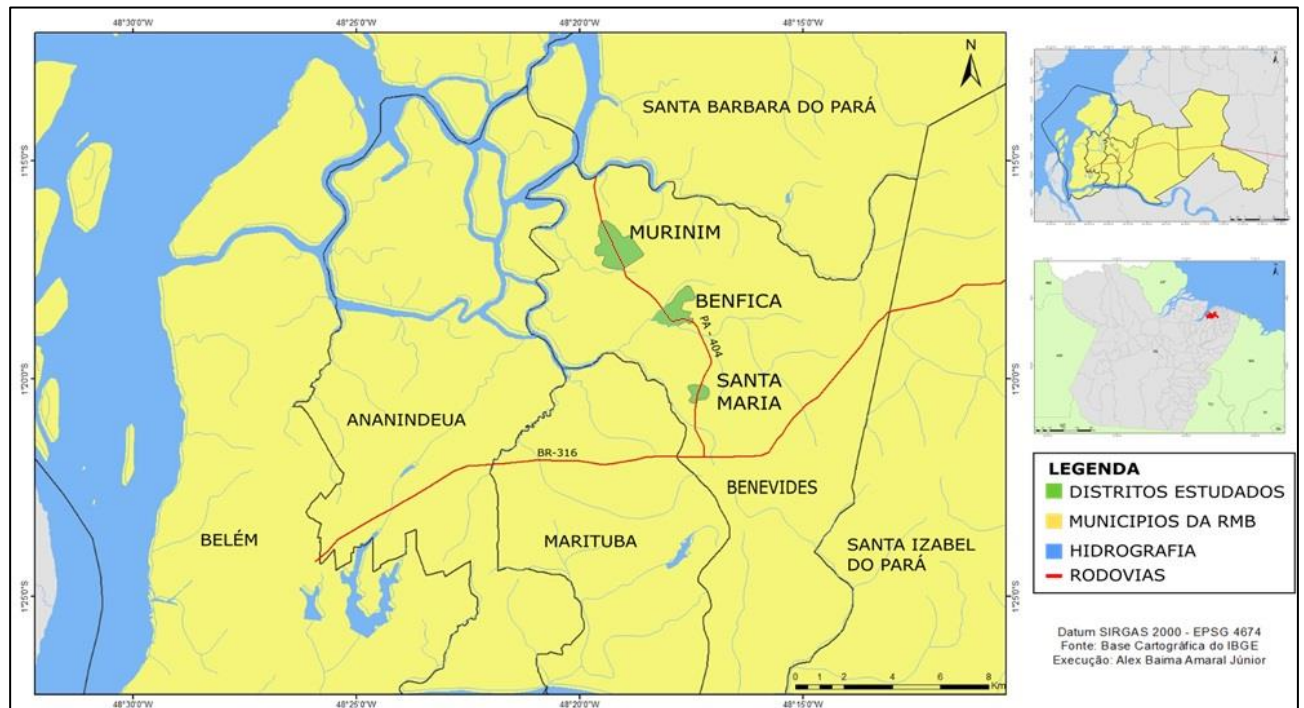 48°30'0"W 48°25'0"W 48°20'0"W 48°15'0"W
N
SANTA BARBARA DO PARÁ
1°15'0"S
1°15'0"S
MURINIM
BENFICA
PA - 404
1°20'0"S
1°20'0"S
SANTA
MARIA
ANANINDEUA
BR-316
BENEVIDES
BELÉM
MARITUBA
SANTA IZABEL
DO PARÁ
1°25'0"S
1°25'0"S
0 1 2 4 6 8
Km
48°30'0"W 48°25'0"W 48°20'0"W 48°15'0"W
LEGENDA
DISTRITOS ESTUDADOS
MUNICIPIOS DA RMB
HIDROGRAFIA
RODOVIAS
Datum SIRGAS 2000 - EPSG 4674
Fonte: Base Cartográfica do IBGE
Execução: Alex Baima Amaral Júnior